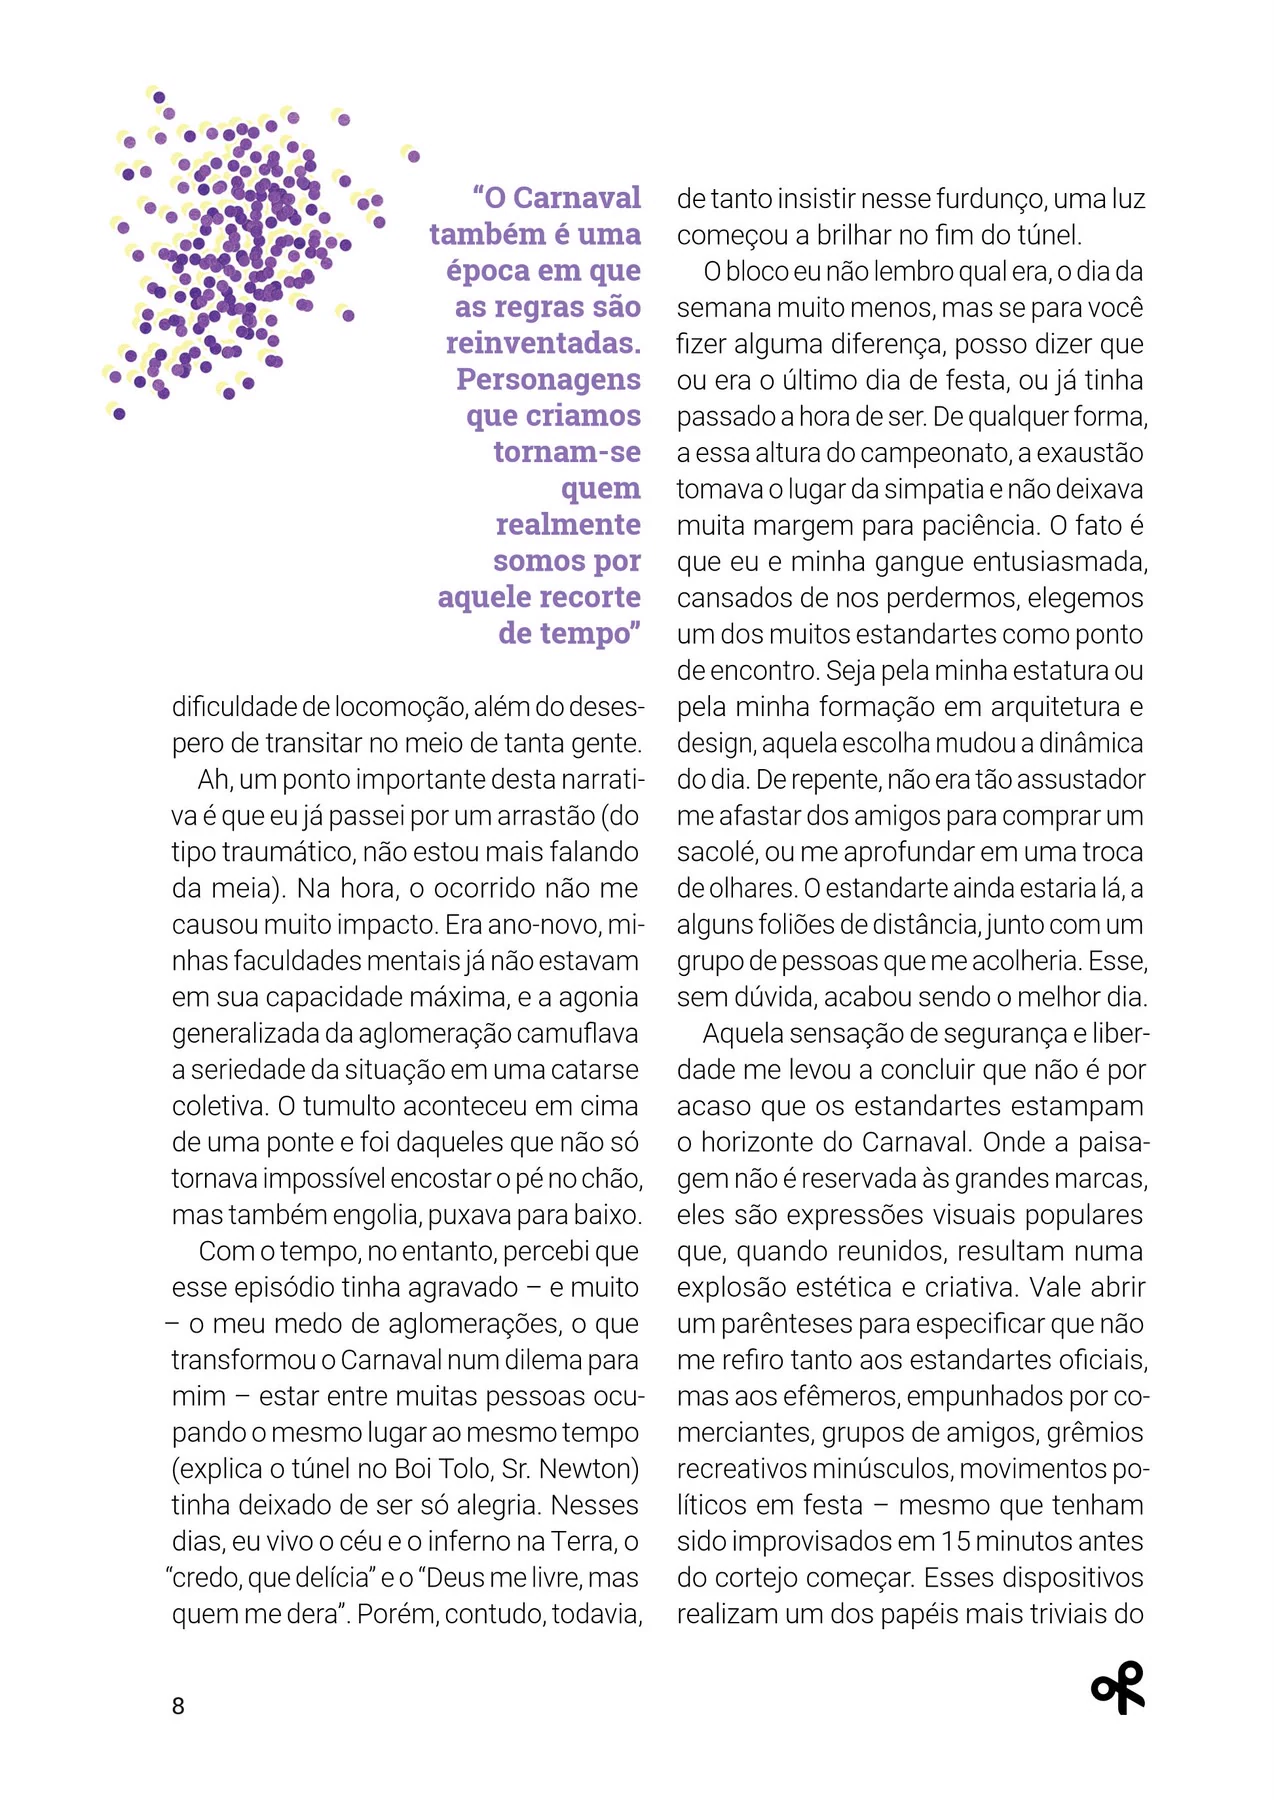 “O Carnaval
também é uma
época em que
as regras são
reinventadas.
Personagens
que criamos
tornam-se
quem
realmente
somos por
aquele recorte
de tempo”
dificuldade de locomoção, além do deses-
pero de transitar no meio de tanta gente.
Ah, um ponto importante desta narrati-
va é que eu já passei por um arrastão (do
tipo traumático, não estou mais falando
da meia). Na hora, o ocorrido não me
causou muito impacto. Era ano-novo, mi-
nhas faculdades mentais já não estavam
em sua capacidade máxima, e a agonia
generalizada da aglomeração camuflava
a seriedade da situação em uma catarse
coletiva. O tumulto aconteceu em cima
de uma ponte e foi daqueles que não só
tornava impossível encostar o pé no chão,
mas também engolia, puxava para baixo.
Com o tempo, no entanto, percebi que
esse episódio tinha agravado – e muito
– o meu medo de aglomerações, o que
transformou o Carnaval num dilema para
mim – estar entre muitas pessoas ocu-
pando o mesmo lugar ao mesmo tempo
(explica o túnel no Boi Tolo, Sr. Newton)
tinha deixado de ser só alegria. Nesses
dias, eu vivo o céu e o inferno na Terra, o
“credo, que delícia” e o “Deus me livre, mas
quem me dera”. Porém, contudo, todavia,
de tanto insistir nesse furdunço, uma luz
começou a brilhar no fim do túnel.
O bloco eu não lembro qual era, o dia da
semana muito menos, mas se para você
fizer alguma diferença, posso dizer que
ou era o último dia de festa, ou já tinha
passado a hora de ser. De qualquer forma,
a essa altura do campeonato, a exaustão
tomava o lugar da simpatia e não deixava
muita margem para paciência. O fato é
que eu e minha gangue entusiasmada,
cansados de nos perdermos, elegemos
um dos muitos estandartes como ponto
de encontro. Seja pela minha estatura ou
pela minha formação em arquitetura e
design, aquela escolha mudou a dinâmica
do dia. De repente, não era tão assustador
me afastar dos amigos para comprar um
sacolé, ou me aprofundar em uma troca
de olhares. O estandarte ainda estaria lá, a
alguns foliões de distância, junto com um
grupo de pessoas que me acolheria. Esse,
sem dúvida, acabou sendo o melhor dia.
Aquela sensação de segurança e liber-
dade me levou a concluir que não é por
acaso que os estandartes estampam
o horizonte do Carnaval. Onde a paisa-
gem não é reservada às grandes marcas,
eles são expressões visuais populares
que, quando reunidos, resultam numa
explosão estética e criativa. Vale abrir
um parênteses para especificar que não
me refiro tanto aos estandartes oficiais,
mas aos efêmeros, empunhados por co-
merciantes, grupos de amigos, grêmios
recreativos minúsculos, movimentos po-
líticos em festa – mesmo que tenham
sido improvisados em 15 minutos antes
do cortejo começar. Esses dispositivos
realizam um dos papéis mais triviais do
8